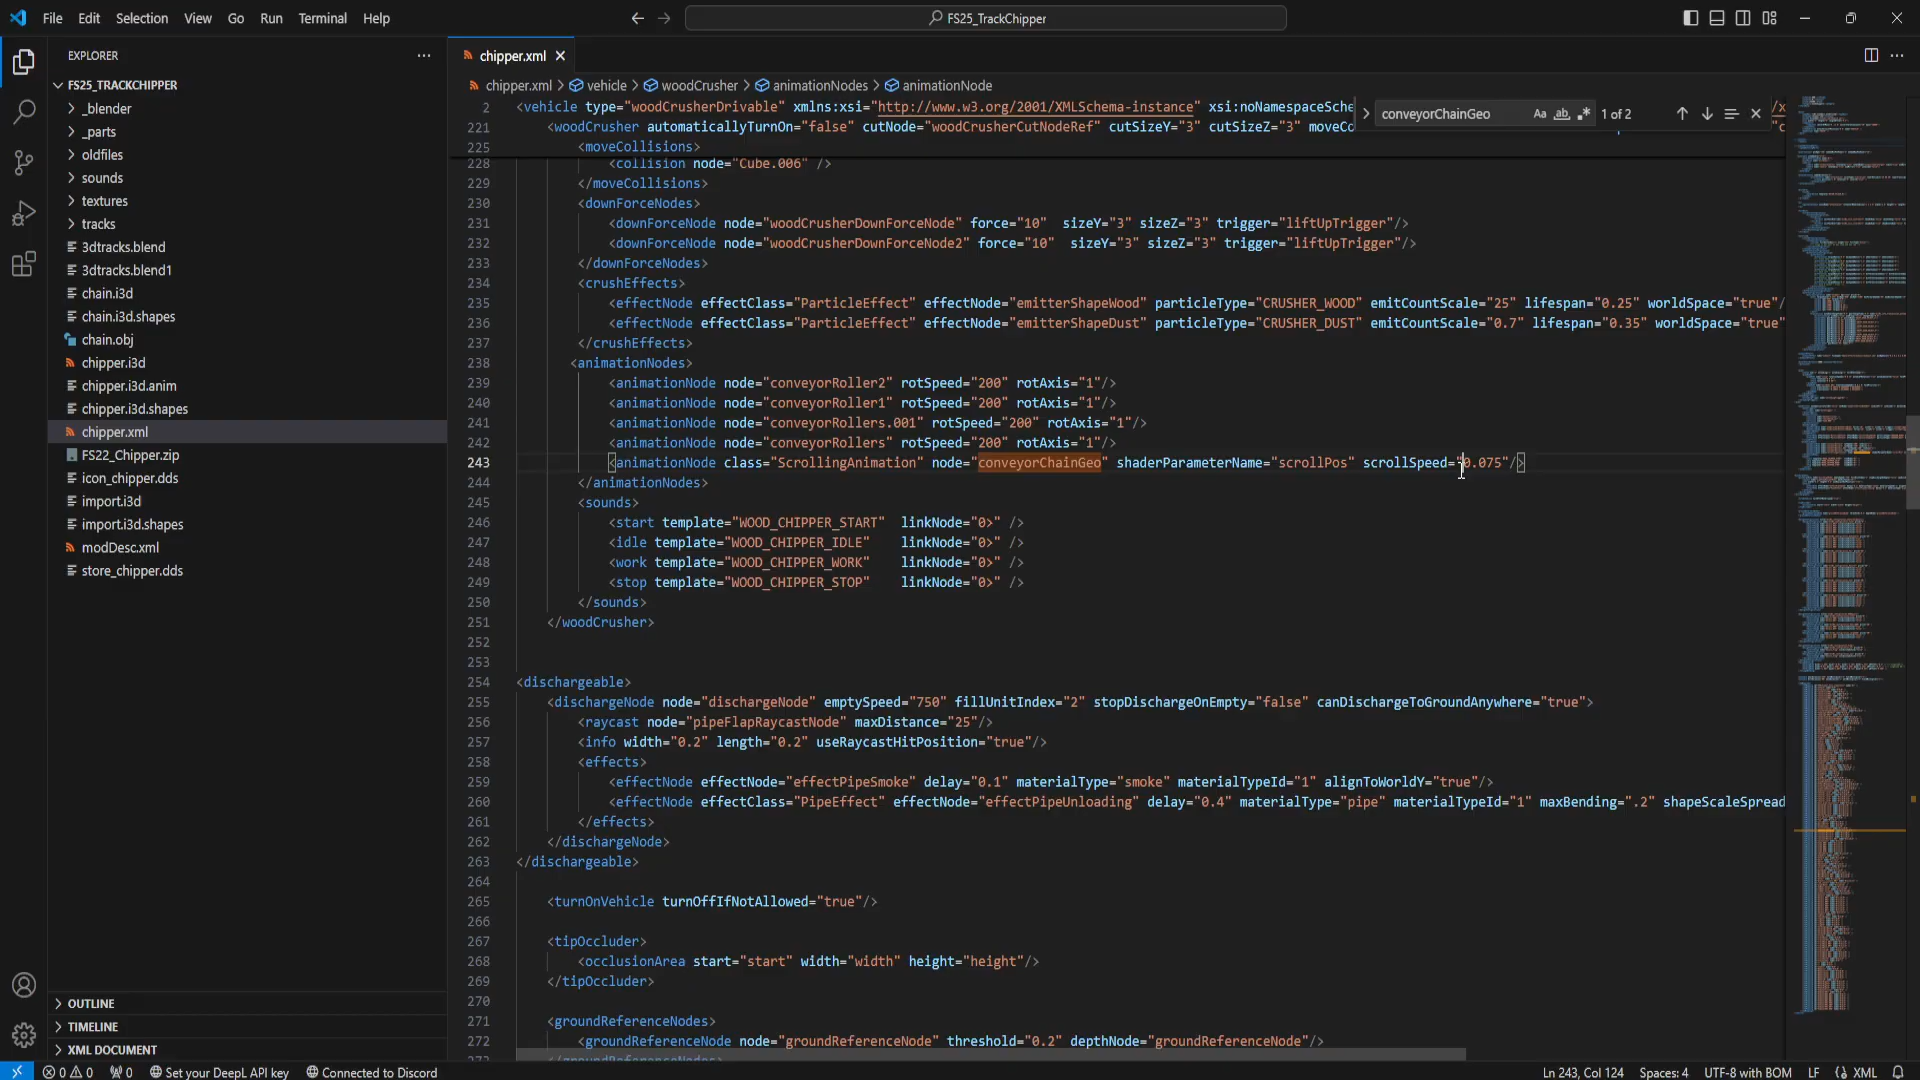 File Edit Selection View Go Run Terminal Help
FS25_TrackChipper
EXPLORER
FS25_TRACKCHIPPER
_blender
_parts
oldfiles
sounds
textures
tracks
3dtracks.blend
3dtracks.blend1
chain.i3d
chain.i3d.shapes
chain.obj
chipper.i3d
chipper.i3d.anim
chipper.i3d.shapes
chipper.xml
FS22_Chipper.zip
icon_chipper.dds
import.i3d
import.i3d.shapes
modDesc.xml
store_chipper.dds
OUTLINE
TIMELINE
XML DOCUMENT
chipper.xml
chipper.xml > vehicle > woodCrusher > animationNodes > animationNode
conveyorChainGeo Aa ab 1 of 2
2 <vehicle type="woodCrusherDrivable" xmlns:xsi="http://www.w3.org/2001/XMLSchema-instance" xsi:noNamespaceSche
221 <woodCrusher automaticallyTurnOn="false" cutNode="woodCrusherCutNodeRef" cutSizeY="3" cutSizeZ="3" moveCo
225 <moveCollisions>
228 <collision node="Cube.006" />
229 </moveCollisions>
230 <downForceNodes>
231 <downForceNode node="woodCrusherDownForceNode" force="10"  sizeY="3" sizeZ="3" trigger="liftUpTrigger"/>
232 <downForceNode node="woodCrusherDownForceNode2" force="10"  sizeY="3" sizeZ="3" trigger="liftUpTrigger"/>
233 </downForceNodes>
234 <crushEffects>
235 <effectNode effectClass="ParticleEffect" effectNode="emitterShapeWood" particleType="CRUSHER_WOOD" emitCountScale="25" lifespan="0.25" worldSpace="true"/
236 <effectNode effectClass="ParticleEffect" effectNode="emitterShapeDust" particleType="CRUSHER_DUST" emitCountScale="0.7" lifespan="0.35" worldSpace="true"
237 </crushEffects>
238 <animationNodes>
239 <animationNode node="conveyorRoller2" rotSpeed="200" rotAxis="1"/>
240 <animationNode node="conveyorRoller1" rotSpeed="200" rotAxis="1"/>
241 <animationNode node="conveyorRollers.001" rotSpeed="200" rotAxis="1"/>
242 <animationNode node="conveyorRollers" rotSpeed="200" rotAxis="1"/>
243 <animationNode class="ScrollingAnimation" node="conveyorChainGeo" shaderParameterName="scrollPos" scrollSpeed="0.075"/>
244 </animationNodes>
245 <sounds>
246 <start template="WOOD_CHIPPER_START"  linkNode="0>" />
247 <idle template="WOOD_CHIPPER_IDLE"    linkNode="0>" />
248 <work template="WOOD_CHIPPER_WORK"    linkNode="0>" />
249 <stop template="WOOD_CHIPPER_STOP"    linkNode="0>" />
250 </sounds>
251 </woodCrusher>
252
253
254 <dischargeable>
255 <dischargeNode node="dischargeNode" emptySpeed="750" fillUnitIndex="2" stopDischargeOnEmpty="false" canDischargeToGroundAnywhere="true">
256 <raycast node="pipeFlapRaycastNode" maxDistance="25"/>
257 <info width="0.2" length="0.2" useRaycastHitPosition="true"/>
258 <effects>
259 <effectNode effectNode="effectPipeSmoke" delay="0.1" materialType="smoke" materialTypeId="1" alignToWorldY="true"/>
260 <effectNode effectClass="PipeEffect" effectNode="effectPipeUnloading" delay="0.4" materialType="pipe" materialTypeId="1" maxBending=".2" shapeScaleSpread
261 </effects>
262 </dischargeNode>
263 </dischargeable>
264
265 <turnOnVehicle turnOffIfNotAllowed="true"/>
266
267 <tipOccluder>
268 <occlusionArea start="start" width="width" height="height"/>
269 </tipOccluder>
270
271 <groundReferenceNodes>
272 <groundReferenceNode node="groundReferenceNode" threshold="0.2" depthNode="groundReferenceNode"/>
273 </groundReferenceNodes>
0 0 0 Set your DeepL API key Connected to Discord Ln 243, Col 124 Spaces: 4 UTF-8 with BOM LF XML